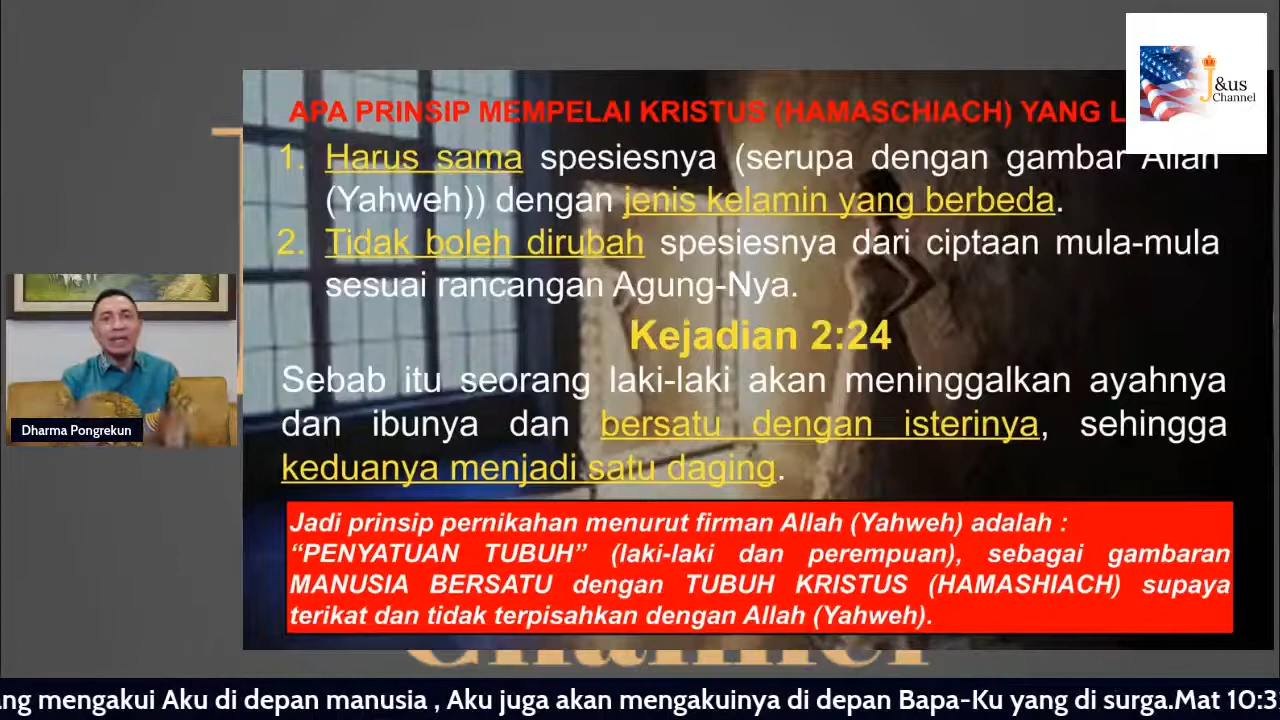 J&us
Channel
APA PRINSIP MEMPELAI KRISTUS (HAMASCHIACH) YANG
1. Harus sama spesiesnya (serupa dengan gambar Allah
(Yahweh)) dengan jenis kelamin yang berbeda.
2. Tidak boleh dirubah spesiesnya dari ciptaan mula-mula
sesuai rancangan Agung-Nya.
Kejadian 2:24
Sebab itu seorang laki-laki akan meninggalkan ayahnya
dan ibunya dan bersatu dengan isterinya, sehingga
keduanya menjadi satu daging.
Dharma Pongrekun
Jadi prinsip pernikahan menurut firman Allah (Yahweh) adalah :
“PENYATUAN TUBUH” (laki-laki dan perempuan), sebagai gambaran
MANUSIA BERSATU dengan TUBUH KRISTUS (HAMASHIACH) supaya
terikat dan tidak terpisahkan dengan Allah (Yahweh).
Channel
mengakui Aku di depan manusia , Aku juga akan mengakuinya di depan Bapa-Ku yang di surga.Mat